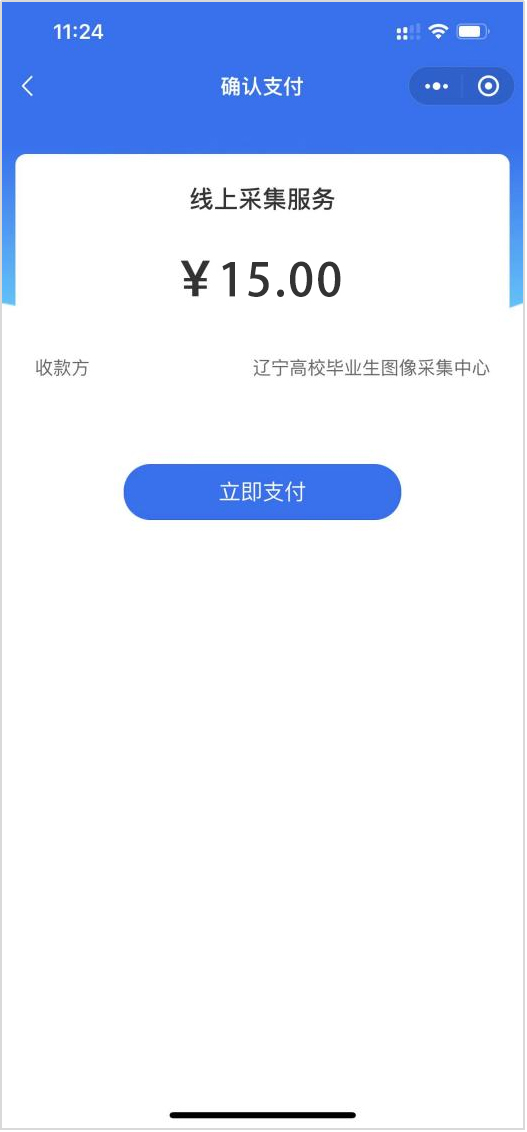 11:24
确认支付
线上采集服务
￥15.00
收款方 辽宁高校毕业生图像采集中心
立即支付